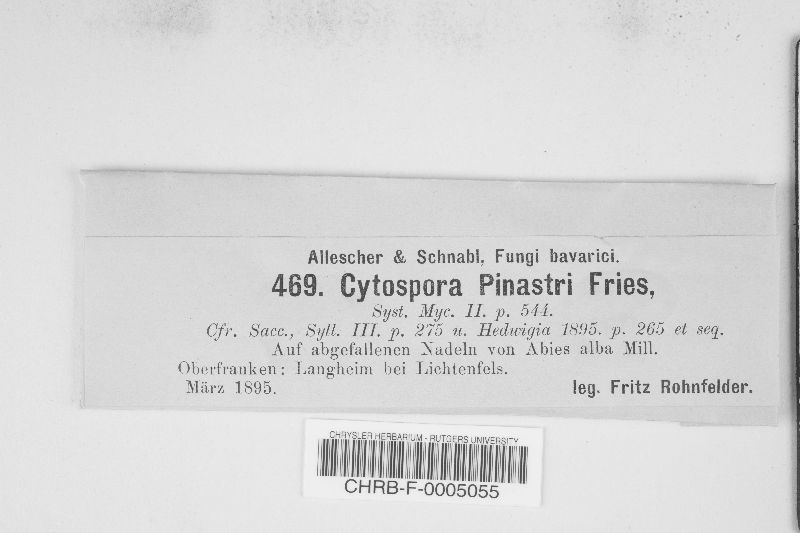 Allescher & Schnabl, Fungi bavarici.
469. Cytospora Pinastri Fries,
Syst. Myc. II. p. 544.
Cfr. Sacc., Syll. III. p. 275 u. Hedwigia 1895. p. 265 et seq.
Auf abgefallenen Nadeln von Abies alba Mill.
Oberfranken: Langheim bei Lichtenfels.
März 1895. leg. Fritz Rohnfelder.
CHRYSLER HERBARIUM - RUTGERS UNIVERSITY
CHRB-F-0005055